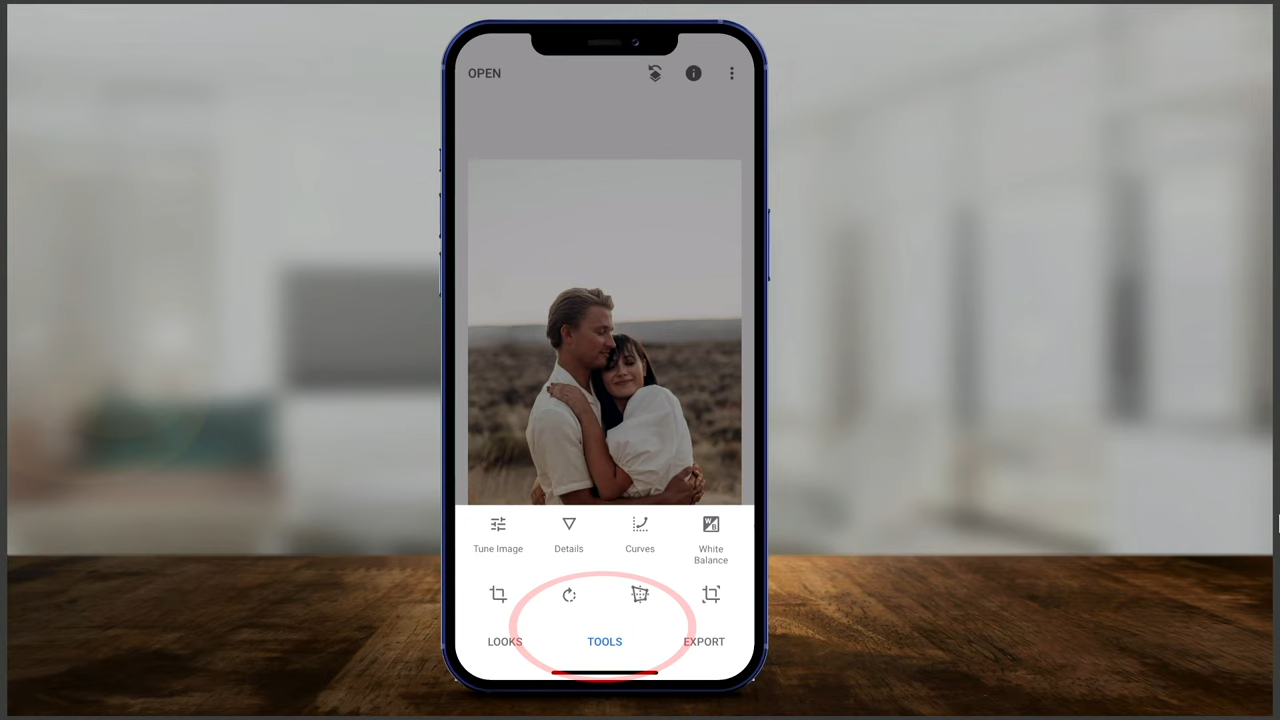 OPEN
Tune Image
Details
Curves
White
Balance
LOOKS
TOOLS
EXPORT